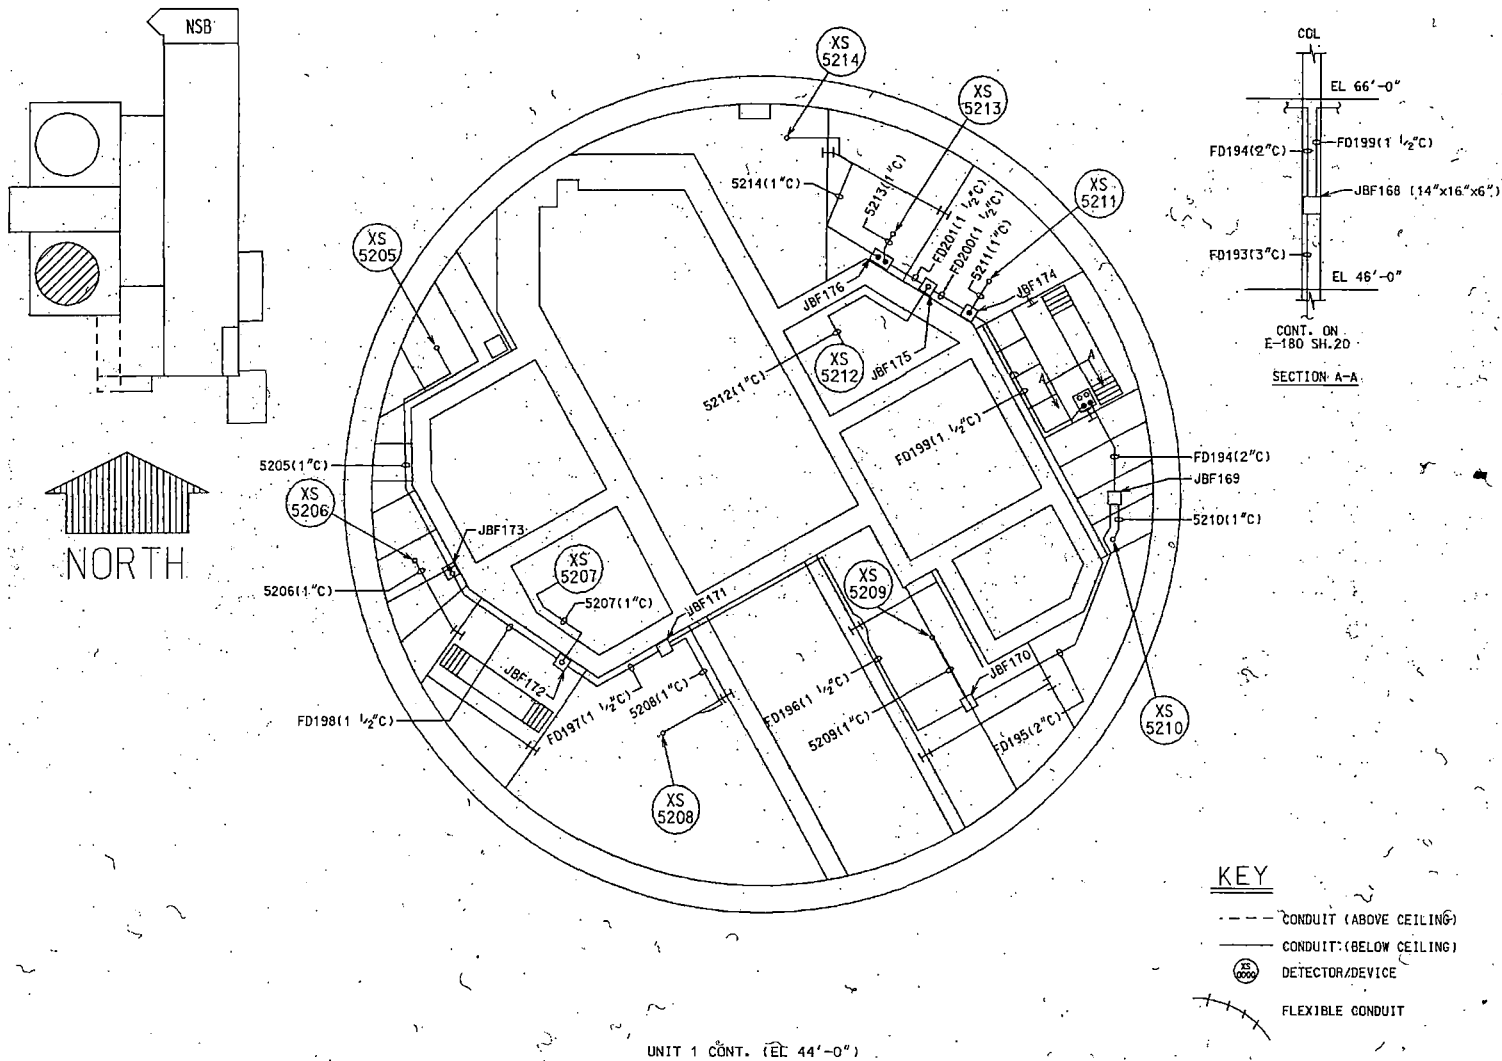 NSB
NORTH
XS
5214
XS
5213
XS
5211
XS
5205
5214(1"C)
5213(1"C)
FD201(1 1/2"C)
FD200(1 1/2"C)
5211(1"C)
JBF174
JBF176
JBF175
XS
5212
5212(1"C)
FD199(1 1/2"C)
A
A
5205(1"C)
XS
5206
JBF173
5206(1"C)
XS
5207
5207(1"C)
JBF171
XS
5209
FD194(2"C)
JBF169
5210(1"C)
XS
5210
JBF172
JBF170
FD198(1 1/2"C)
FD197(1 1/2"C)
5208(1"C)
FD196(1 1/2"C)
5209(1"C)
FD195(2"C)
XS
5208
COL
EL 66'-0"
FD194(2"C)
FD199(1 1/2"C)
JBF168 (14"x16"x6")
FD193(3"C)
EL 46'-0"
CONT. ON
E-180 SH.20
SECTION A-A
KEY
CONDUIT (ABOVE CEILING)
CONDUIT (BELOW CEILING)
XS
0000
DETECTOR/DEVICE
FLEXIBLE CONDUIT
UNIT 1 CONT. (EL 44'-0")